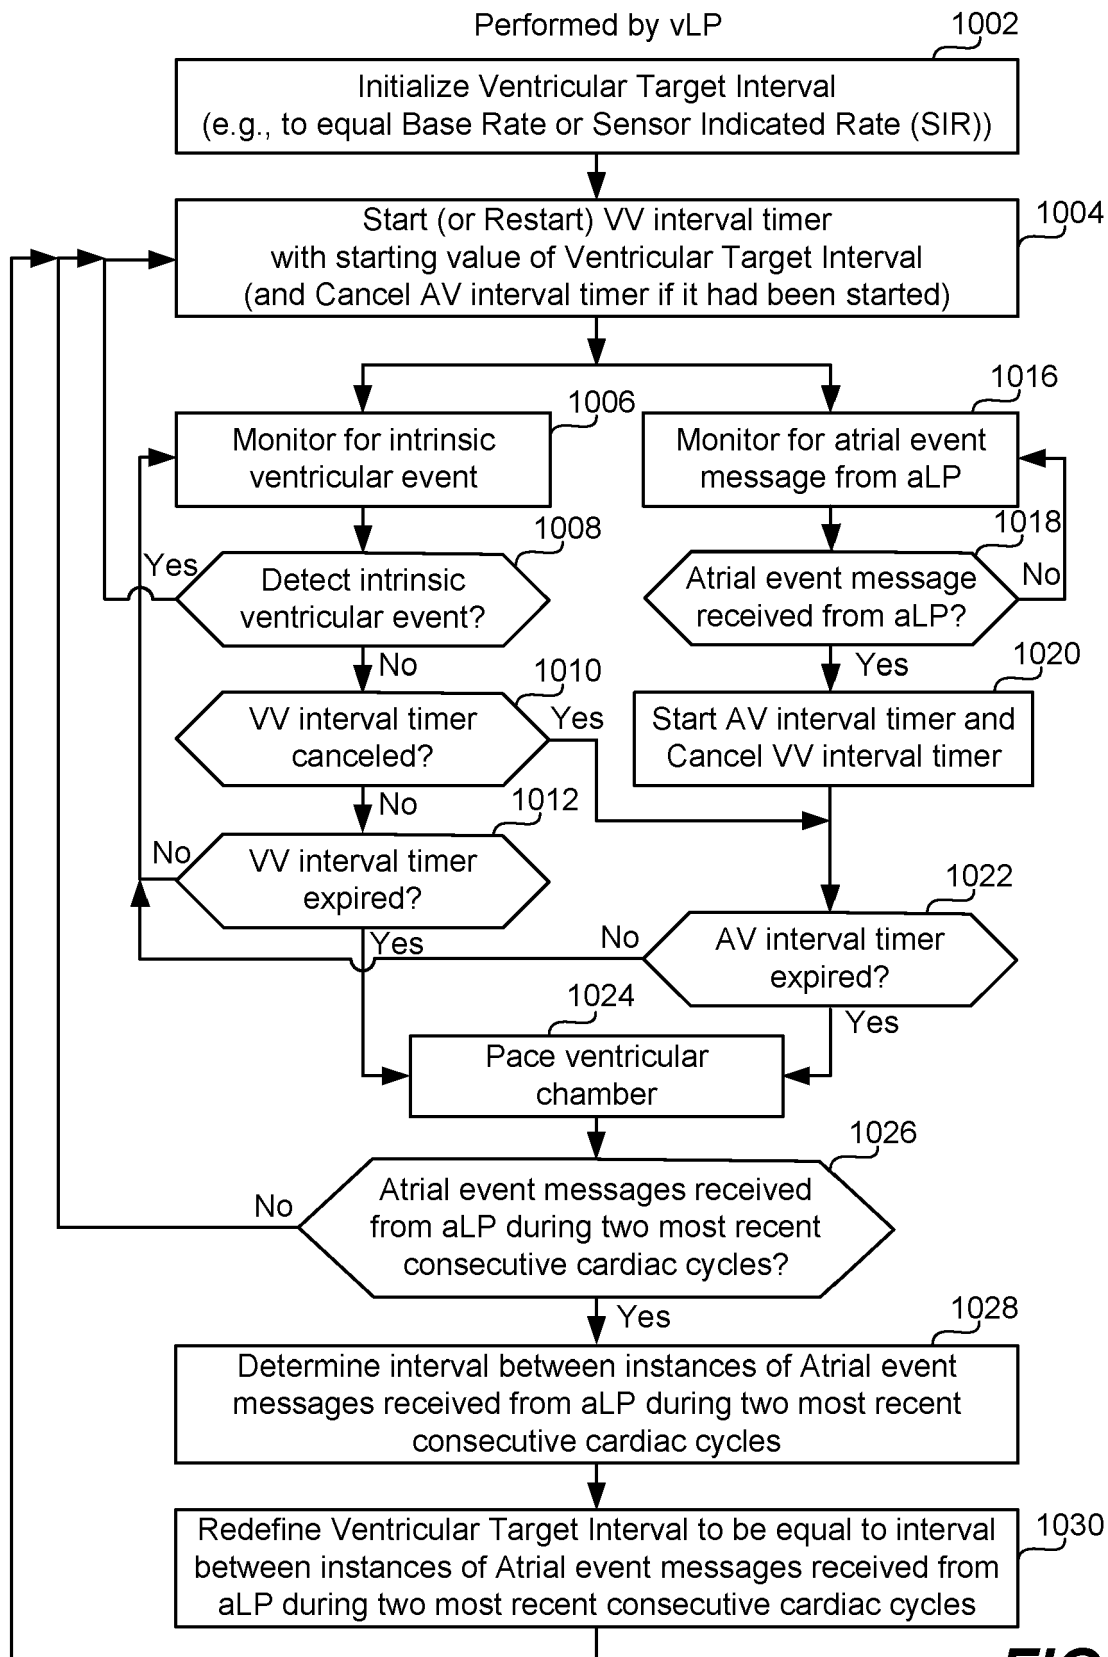 Performed by vLP
1002
Initialize Ventricular Target Interval
(e.g., to equal Base Rate or Sensor Indicated Rate (SIR))
1004
Start (or Restart) VV interval timer
with starting value of Ventricular Target Interval
(and Cancel AV interval timer if it had been started)
1006
Monitor for intrinsic
ventricular event
1016
Monitor for atrial event
message from aLP
1008
Yes
Detect intrinsic
ventricular event?
No
1018
Atrial event message
received from aLP?
No
Yes
1010
VV interval timer
canceled?
Yes
No
1020
Start AV interval timer and
Cancel VV interval timer
1012
No
VV interval timer
expired?
Yes
1022
No
AV interval timer
expired?
Yes
1024
Pace ventricular
chamber
1026
No
Atrial event messages received
from aLP during two most recent
consecutive cardiac cycles?
Yes
1028
Determine interval between instances of Atrial event
messages received from aLP during two most recent
consecutive cardiac cycles
1030
Redefine Ventricular Target Interval to be equal to interval
between instances of Atrial event messages received from
aLP during two most recent consecutive cardiac cycles